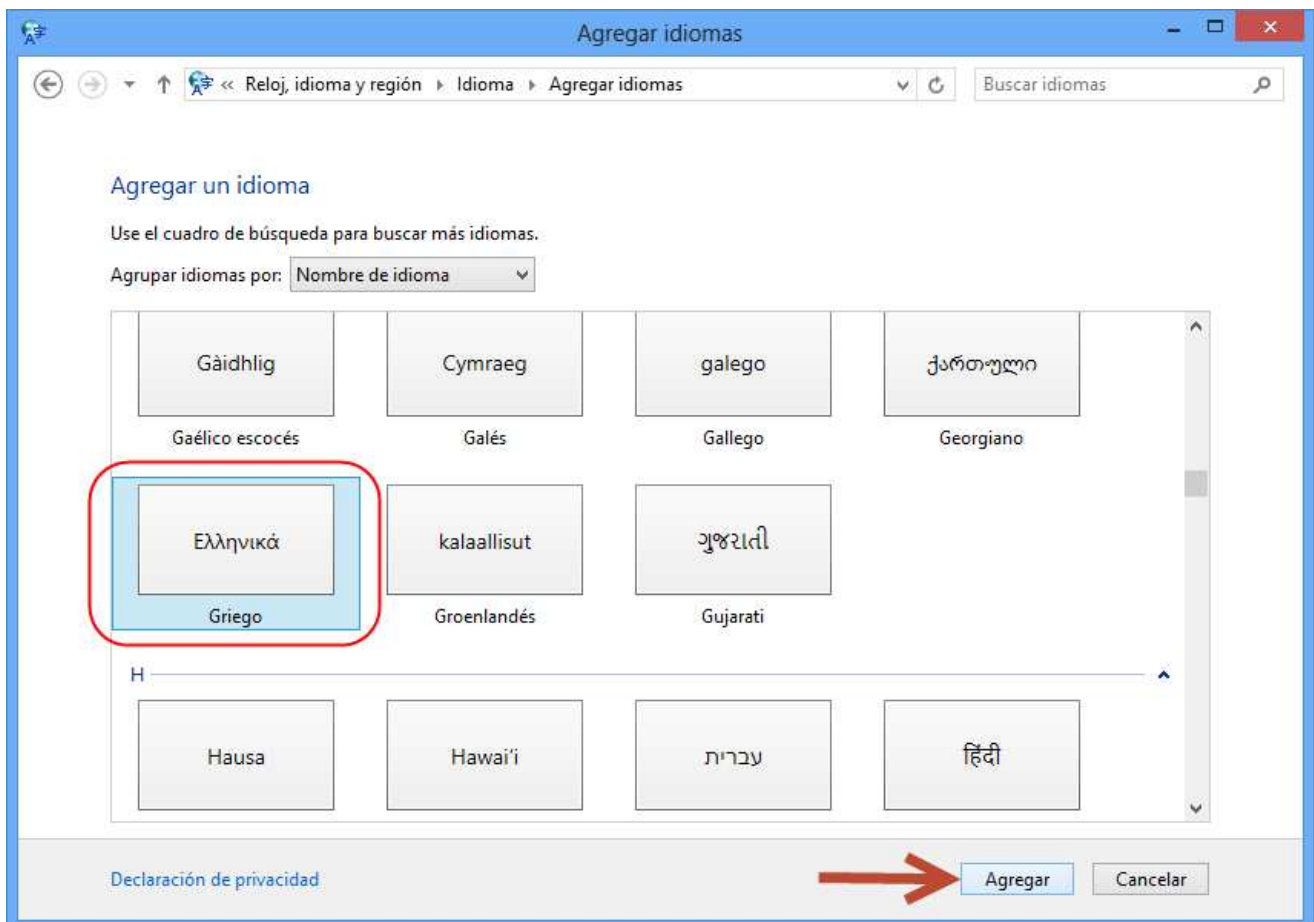 Agregar idiomas
« Reloj, idioma y región Idioma Agregar idiomas Buscar idiomas
Agregar un idioma
Use el cuadro de búsqueda para buscar más idiomas.
Agrupar idiomas por: Nombre de idioma
Gàidhlig Cymraeg galego ქართული
Gaélico escocés Galés Gallego Georgiano
Ελληνικά kalaallisut ગુજરાતી
Griego Groenlandés Gujarati
H
Hausa Hawaiʻi עברית हिंदी
Declaración de privacidad Agregar Cancelar